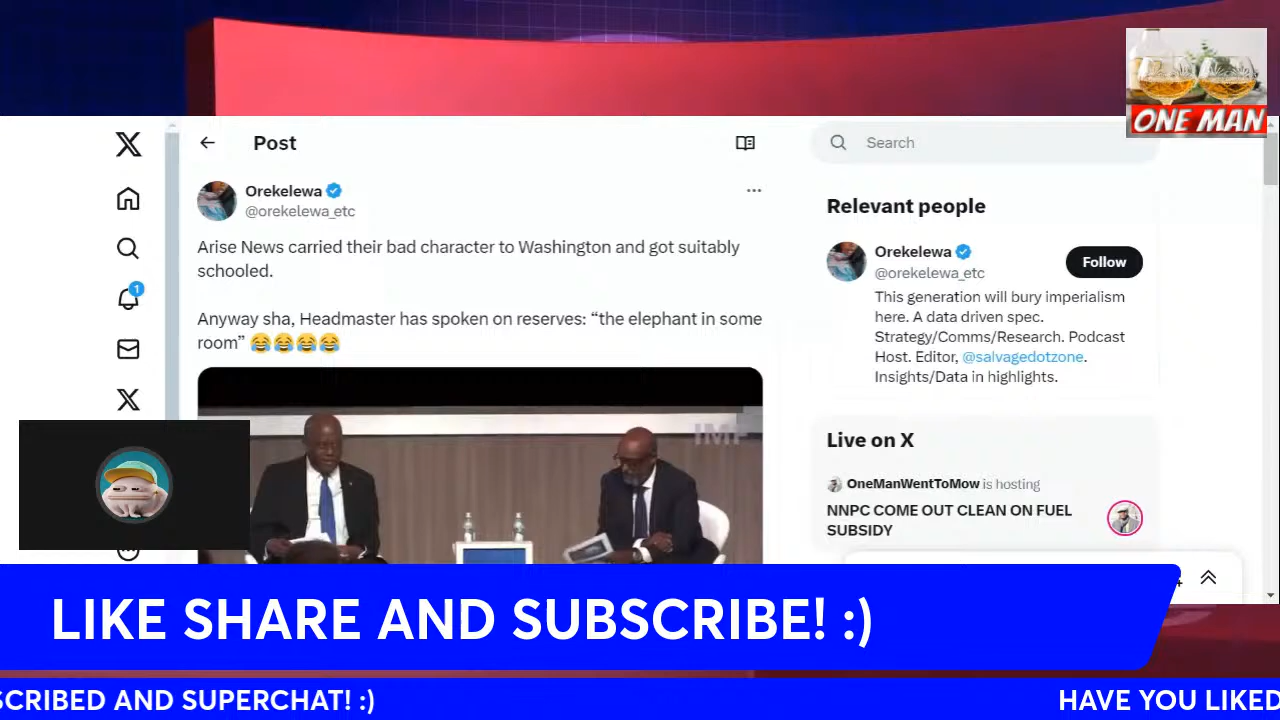 ONE MAN
Post
Search
Orekelewa
@orekelewa_etc
Arise News carried their bad character to Washington and got suitably
schooled.
Anyway sha, Headmaster has spoken on reserves: “the elephant in some
room” 😂😂😂😂
IMF
Relevant people
Orekelewa
@orekelewa_etc
Follow
This generation will bury imperialism
here. A data driven spec.
Strategy/Comms/Research. Podcast
Host. Editor, @salvagedotzone.
Insights/Data in highlights.
Live on X
OneManWentToMow is hosting
NNPC COME OUT CLEAN ON FUEL
SUBSIDY
1
LIKE SHARE AND SUBSCRIBE! :)
SCRIBED AND SUPERCHAT! :)
HAVE YOU LIKED